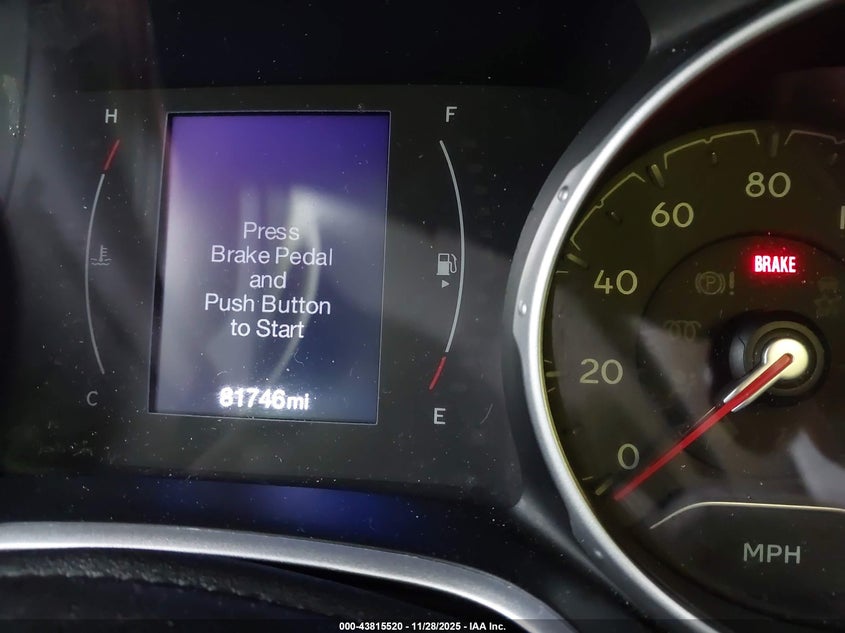 H
F
Press
Brake Pedal
and
Push Button
to Start
81746mi
C
E
80
60
40
20
0
BRAKE
MPH
000-43815520 - 11/28/2025 - IAA Inc.